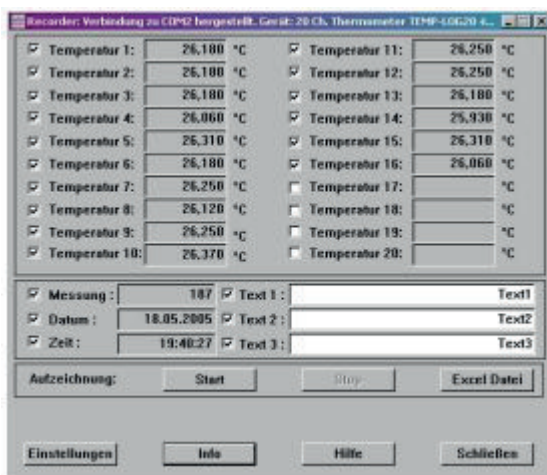 Recorder: Verbindung zu COM2 hergestellt. Gerät: 20 Ch. Thermometer TEMP-LOG20 4...
Temperatur 1: 26,180 °C Temperatur 11: 26,250 °C
Temperatur 2: 26,180 °C Temperatur 12: 26,250 °C
Temperatur 3: 26,180 °C Temperatur 13: 26,180 °C
Temperatur 4: 26,060 °C Temperatur 14: 25,930 °C
Temperatur 5: 26,310 °C Temperatur 15: 26,310 °C
Temperatur 6: 26,180 °C Temperatur 16: 26,060 °C
Temperatur 7: 26,250 °C Temperatur 17: °C
Temperatur 8: 26,120 °C Temperatur 18: °C
Temperatur 9: 26,250 °C Temperatur 19: °C
Temperatur 10: 26,370 °C Temperatur 20: °C
Messung : 187 Text 1 : Text1
Datum : 18.05.2005 Text 2 : Text2
Zeit : 19:40:27 Text 3 : Text3
Aufzeichnung: Start Stop Excel Datei
Einstellungen Info Hilfe Schließen